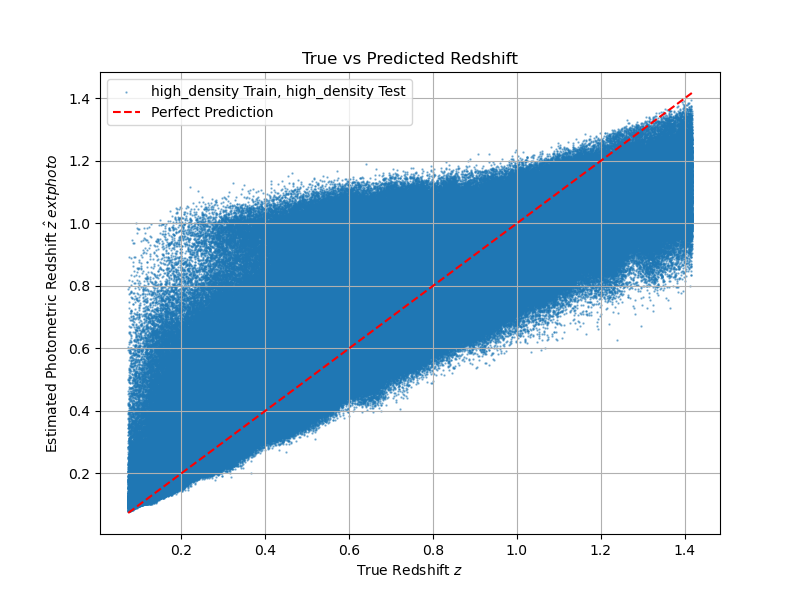 True vs Predicted Redshift
high_density Train, high_density Test
Perfect Prediction
Estimated Photometric Redshift ẑ extphoto
1.4
1.2
1.0
0.8
0.6
0.4
0.2
0.2 0.4 0.6 0.8 1.0 1.2 1.4
True Redshift z